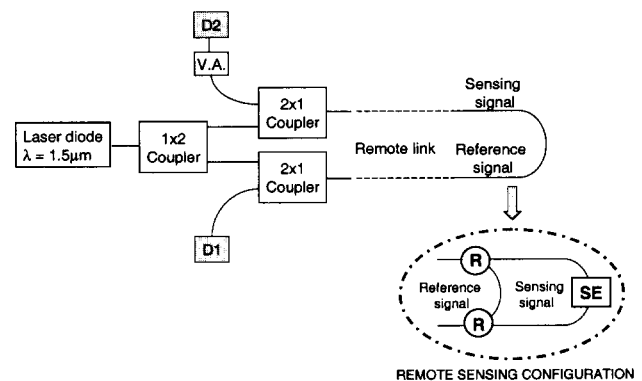 D2
V.A.
2x1
Coupler
Sensing
signal
Laser diode
λ = 1.5µm
1x2
Coupler
Remote link
Reference
signal
2x1
Coupler
D1
R
Reference
signal
Sensing
signal
SE
R
REMOTE SENSING CONFIGURATION